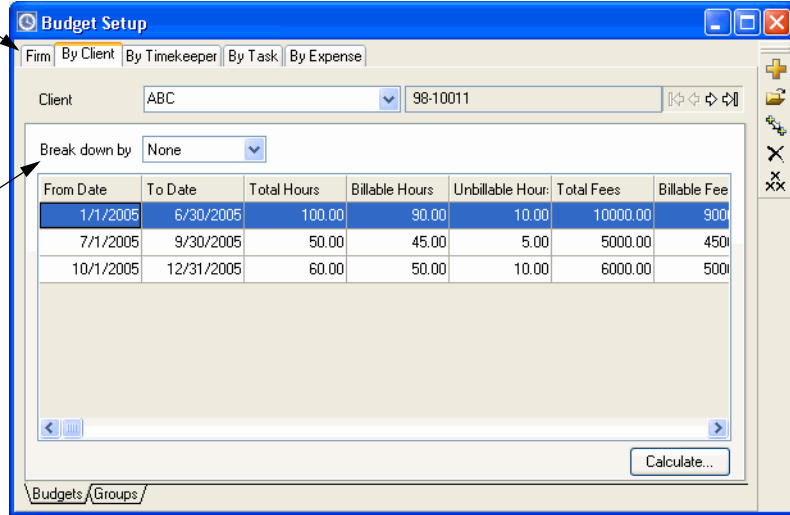 Budget Setup
Firm By Client By Timekeeper By Task By Expense
Client ABC 98-10011
Break down by None
From Date To Date Total Hours Billable Hours Unbillable Hour Total Fees Billable Fee
1/1/2005 6/30/2005 100.00 90.00 10.00 10000.00 900
7/1/2005 9/30/2005 50.00 45.00 5.00 5000.00 450
10/1/2005 12/31/2005 60.00 50.00 10.00 6000.00 500
Calculate...
Budgets Groups